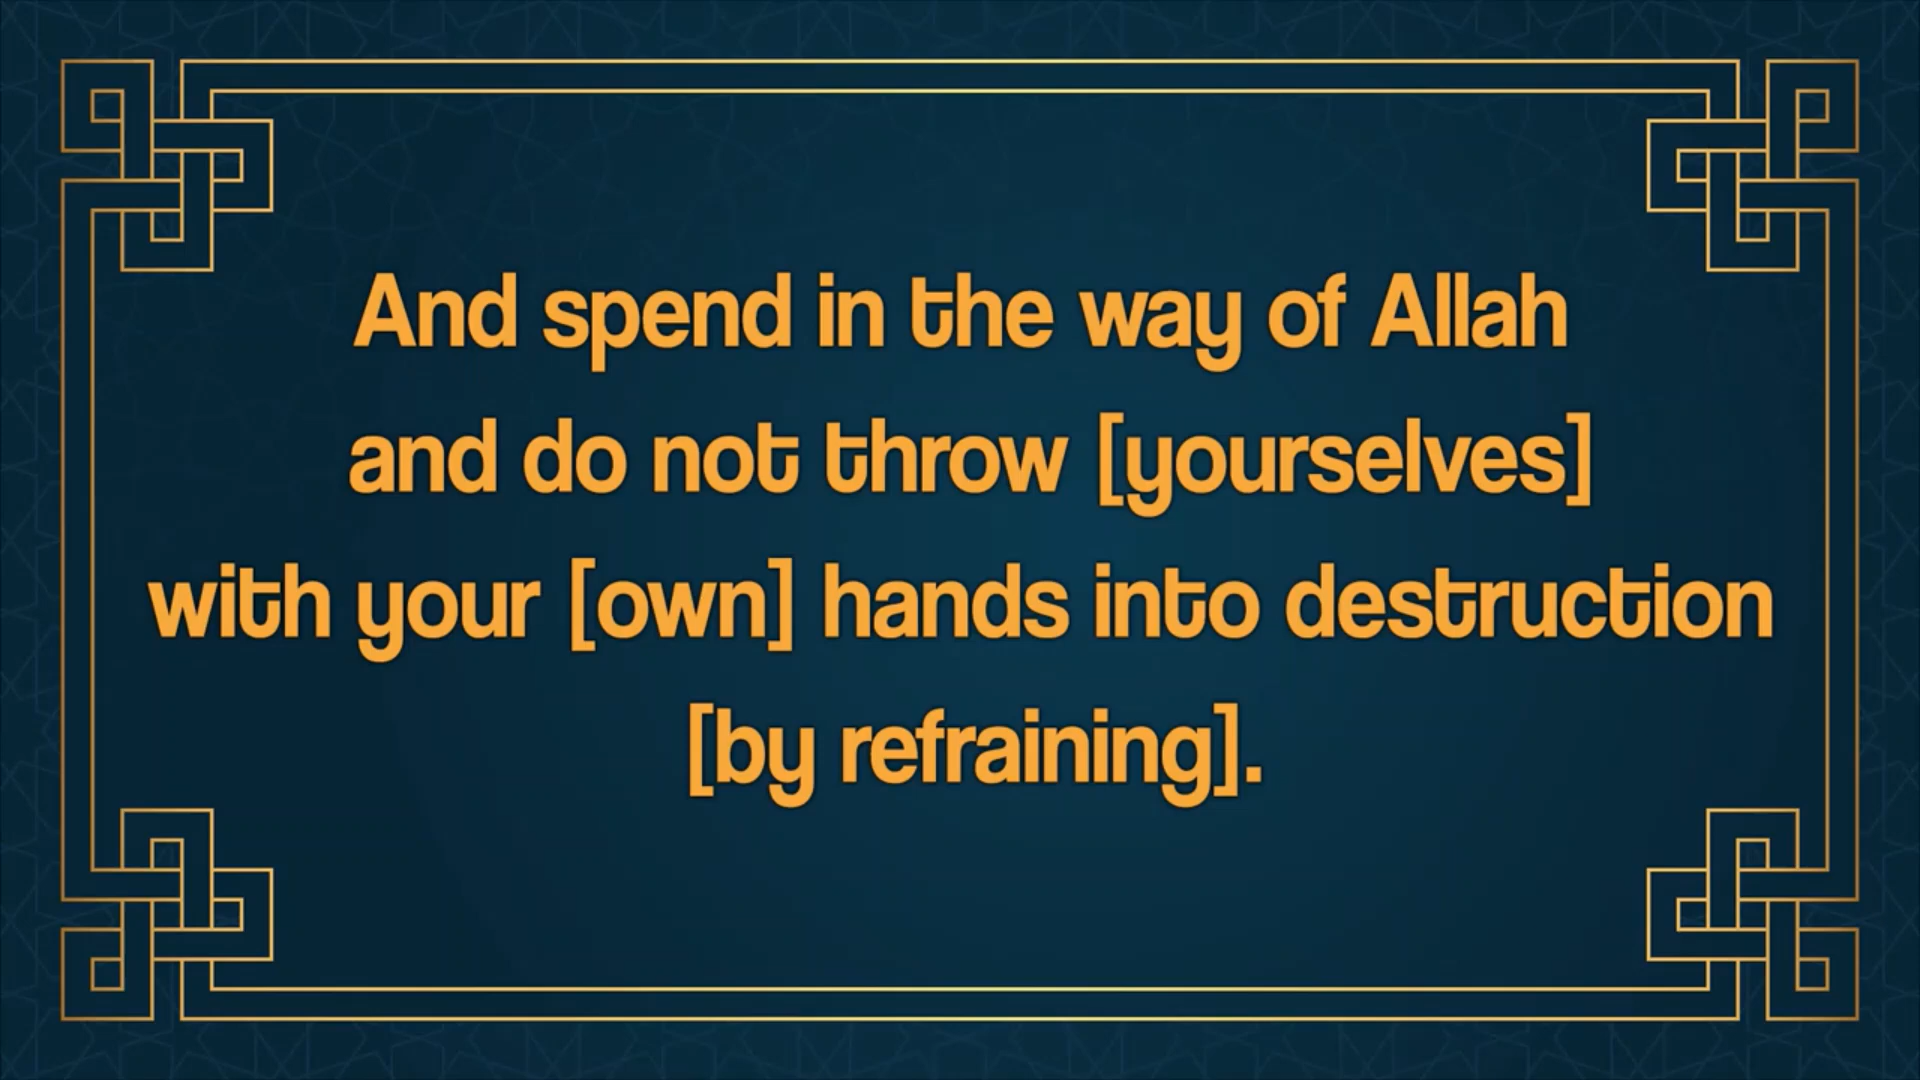 And spend in the way of Allah
and do not throw [yourselves]
with your [own] hands into destruction
[by refraining].